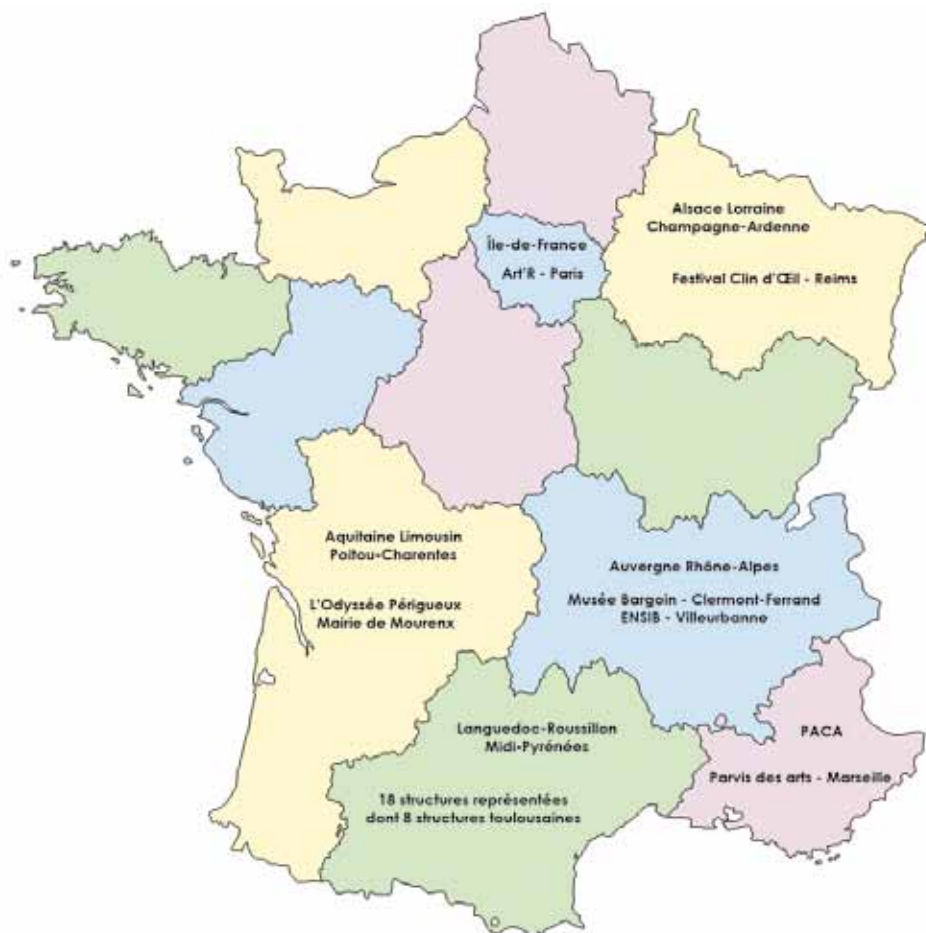 Île-de-France
Art'R - Paris
Alsace Lorraine
Champagne-Ardenne
Festival Clin d'Œil - Reims
Aquitaine Limousin
Poitou-Charentes
L'Odyssée Périgueux
Mairie de Mourenx
Auvergne Rhône-Alpes
Musée Bargoin - Clermont-Ferrand
ENSIB - Villeurbanne
Languedoc-Roussillon
Midi-Pyrénées
18 structures représentées
dont 8 structures toulousaines
PACA
Parvis des arts - Marseille